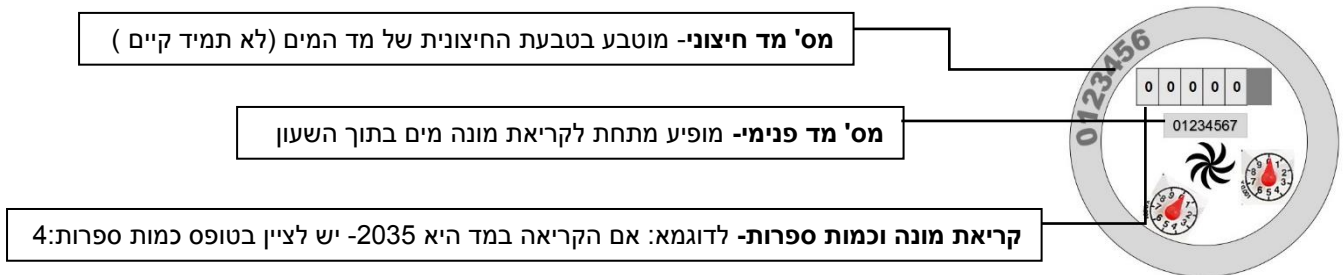 מס' מד חיצוני- מוטבע בטבעת החיצונית של מד המים (לא תמיד קיים )
0123456
0 0 0 0 0
מס' מד פנימי- מופיע מתחת לקריאת מונה מים בתוך השעון
01234567
קריאת מונה וכמות ספרות- לדוגמא: אם הקריאה במד היא 2035- יש לציין בטופס כמות ספרות:4